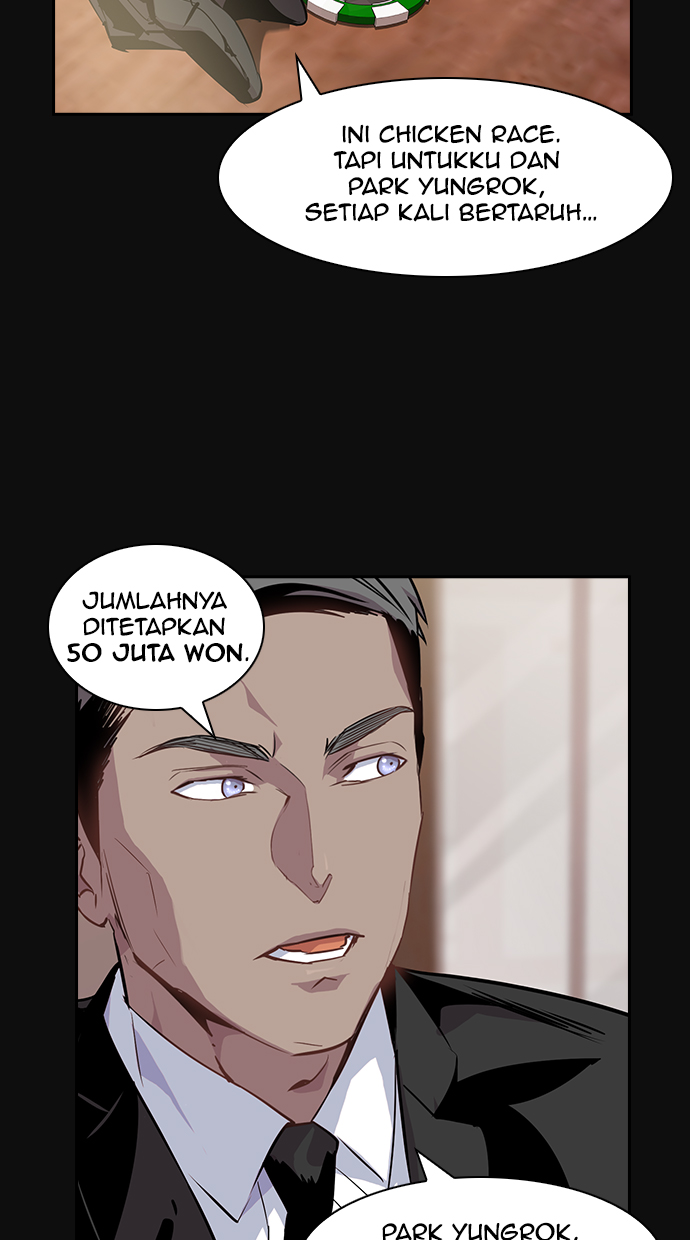 INI CHICKEN RACE.
TAPI UNTUKKU DAN
PARK YUNGROK,
SETIAP KALI BERTARUH...
JUMLAHNYA
DITETAPKAN
50 JUTA WON.
PARK YUNGROK,